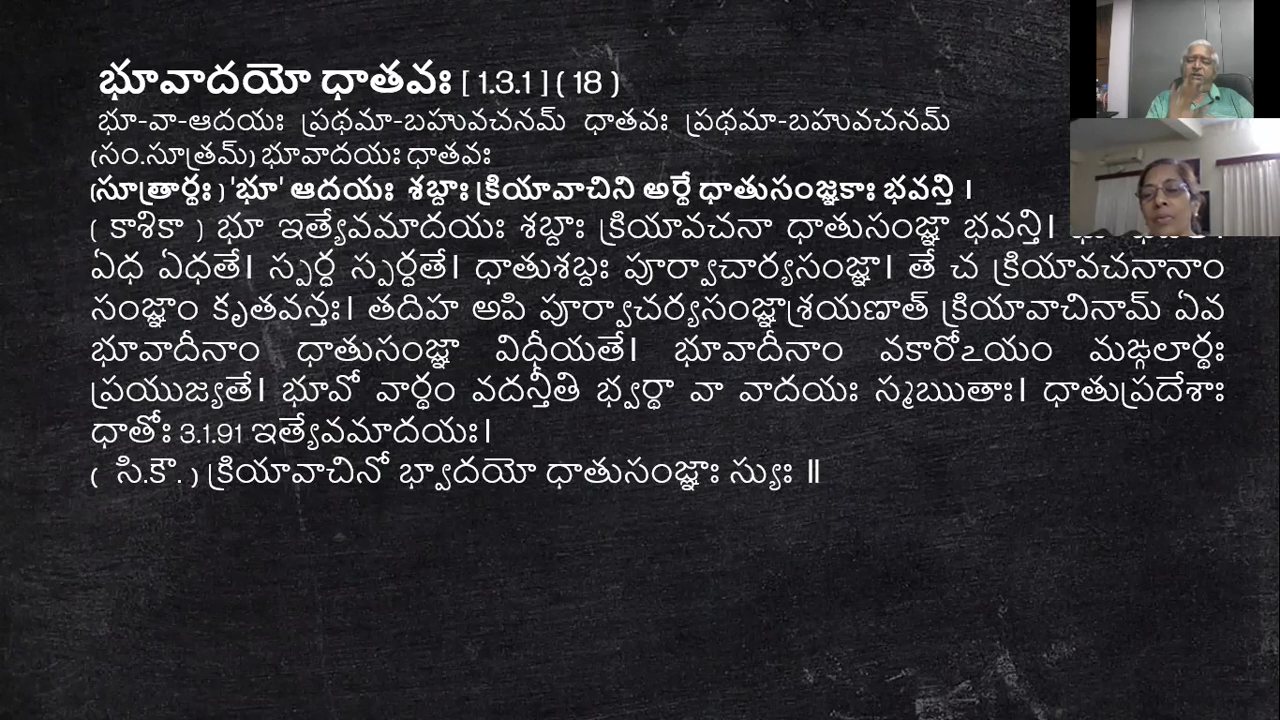 భూవాదయో ధాతవః [ 1.3.1 ] ( 18 )
భూ-వా-ఆదయః ప్రథమా-బహువచనమ్ ధాతవః ప్రథమా-బహువచనమ్
(సం.సూత్రమ్) భూవాదయః ధాతవః
(సూత్రార్థః ) 'భూ' ఆదయః శబ్దాః క్రియావాచిని అర్థే ధాతుసంజ్ఞకాః భవన్తి ।
( కాశికా ) భూ ఇత్యేవమాదయః శబ్దాః క్రియావచనా ధాతుసంజ్ఞా భవన్తి।
ఏధ ఏధతే। స్పర్ధ స్పర్ధతే। ధాతుశబ్దః పూర్వాచార్యసంజ్ఞా। తే చ క్రియావచనానాం
సంజ్ఞాం కృతవన్తః। తదిహ అపి పూర్వాచర్యసంజ్ఞాశ్రయణాత్ క్రియావాచినామ్ ఏవ
భూవాదీనాం ధాతుసంజ్ఞా విధీయతే। భూవాదీనాం వకారోఽయం మఙ్గలార్థః
ప్రయుజ్యతే। భూవో వార్థం వదన్తీతి భ్వర్థా వా వాదయః స్మఋతాః। ధాతుప్రదేశాః
ధాతోః 3.1.91 ఇత్యేవమాదయః।
( సి.కౌ. ) క్రియావాచినో భ్వాదయో ధాతుసంజ్ఞాః స్యుః ॥